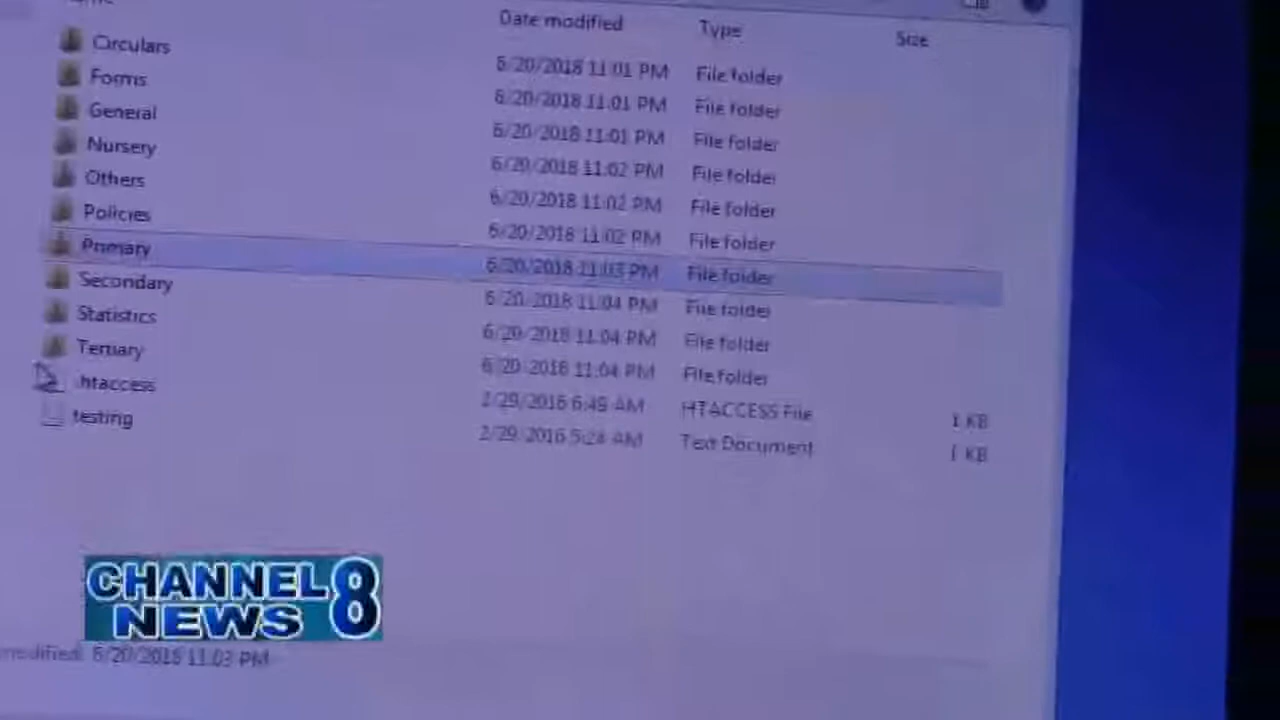 Date modified Type Size
Circulars 6/20/2018 11:01 PM File folder
Forms 6/20/2018 11:01 PM File folder
General 6/20/2018 11:01 PM File folder
Nursery 6/20/2018 11:02 PM File folder
Others 6/20/2018 11:02 PM File folder
Policies 6/20/2018 11:02 PM File folder
Primary 6/20/2018 11:03 PM File folder
Secondary 6/20/2018 11:04 PM File folder
Statistics 6/20/2018 11:04 PM File folder
Tertiary 6/20/2018 11:04 PM File folder
.htaccess 2/29/2016 6:49 AM HTACCESS File 1 KB
testing 2/29/2016 5:28 AM Text Document 1 KB
CHANNEL 8
NEWS
modified: 6/20/2018 11:03 PM